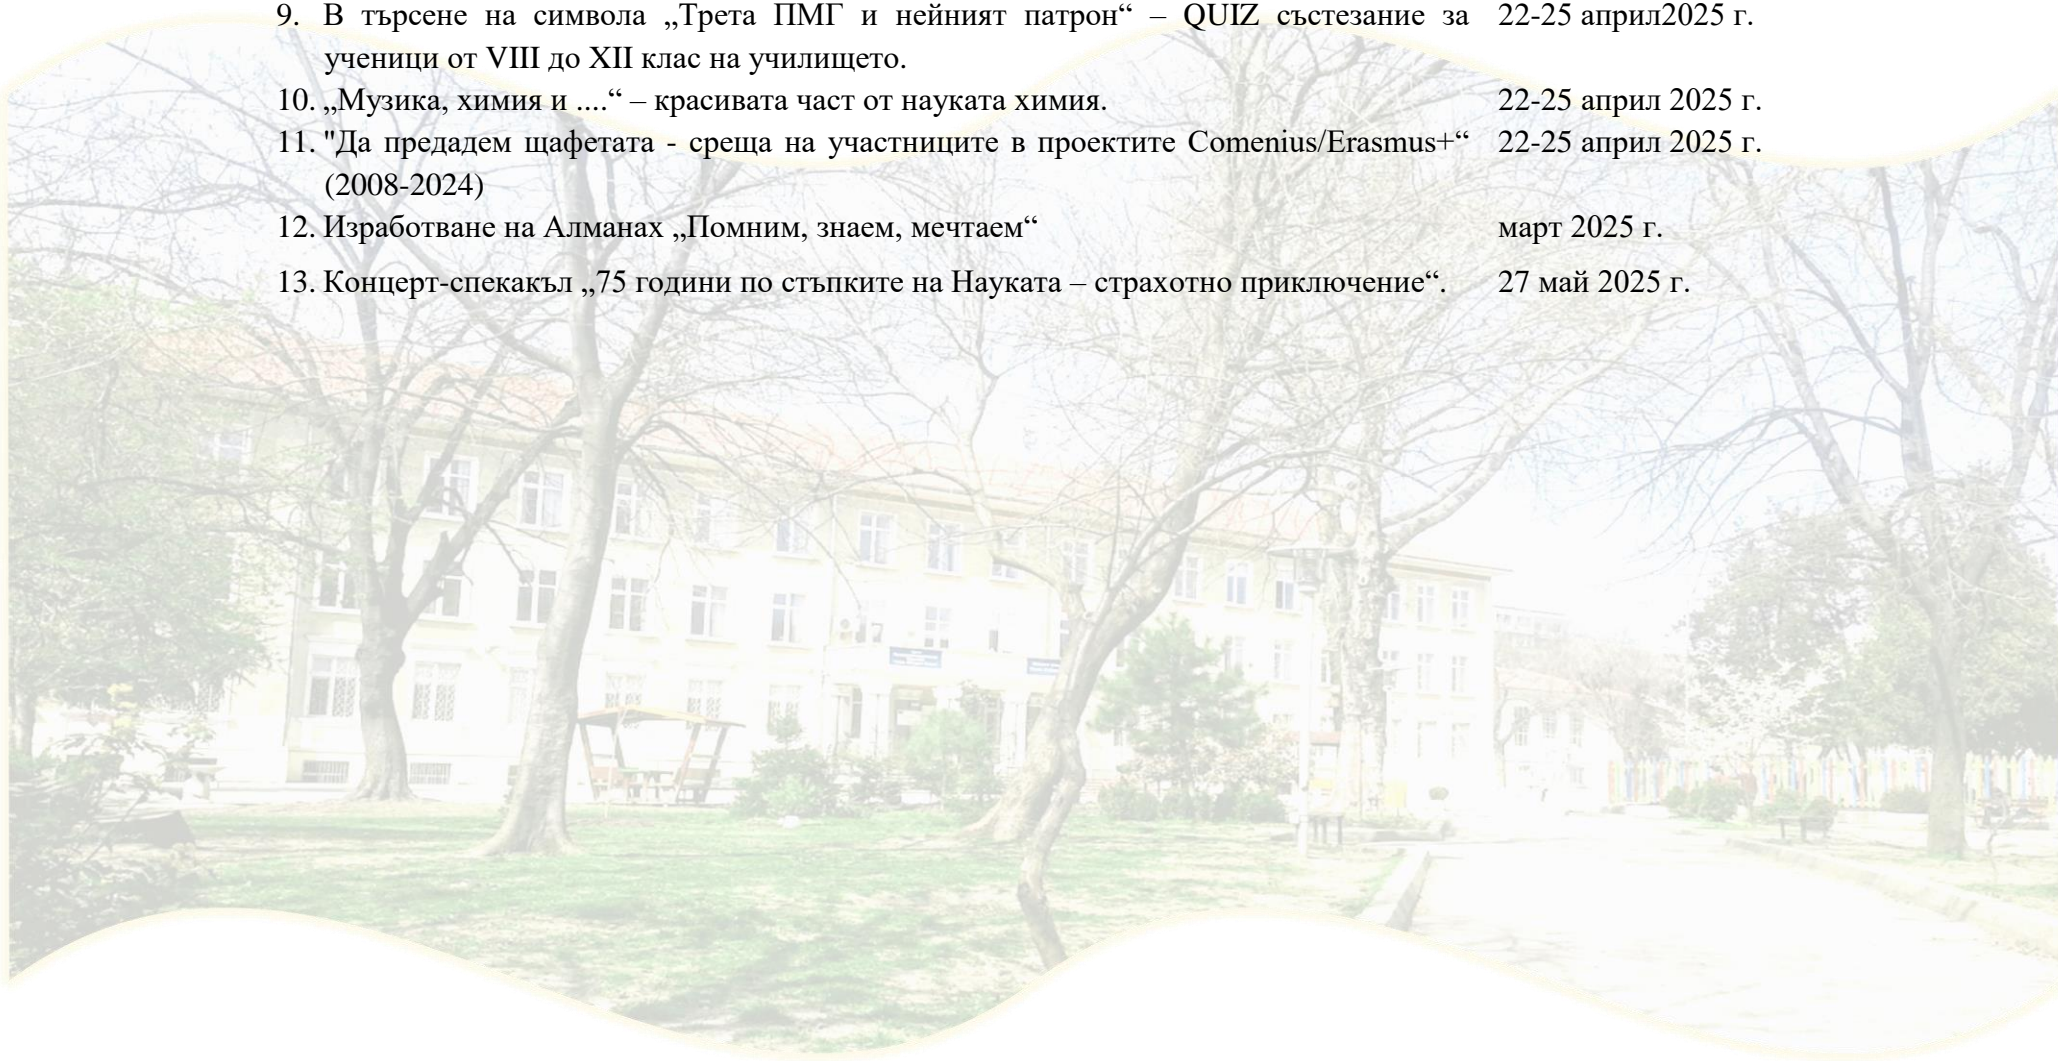 9. В търсене на символа „Трета ПМГ и нейният патрон“ – QUIZ състезание за 22-25 април2025 г.
ученици от VIII до XII клас на училището.
10. „Музика, химия и ....“ – красивата част от науката химия. 22-25 април 2025 г.
11. "Да предадем щафетата - среща на участниците в проектите Comenius/Erasmus+“ 22-25 април 2025 г.
(2008-2024)
12. Изработване на Алманах „Помним, знаем, мечтаем“ март 2025 г.
13. Концерт-спекакъл „75 години по стъпките на Науката – страхотно приключение“. 27 май 2025 г.